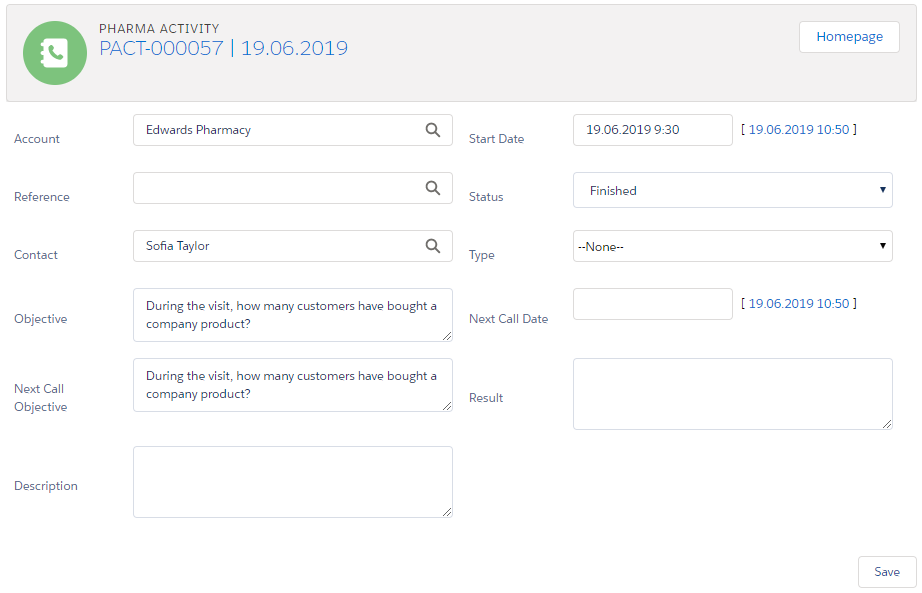 PHARMA ACTIVITY
PACT-000057 | 19.06.2019
Homepage
Account
Edwards Pharmacy
Start Date
19.06.2019 9:30
[ 19.06.2019 10:50 ]
Reference
Status
Finished
Contact
Sofia Taylor
Type
--None--
Objective
During the visit, how many customers have bought a
company product?
Next Call Date
[ 19.06.2019 10:50 ]
Next Call
Objective
During the visit, how many customers have bought a
company product?
Result
Description
Save